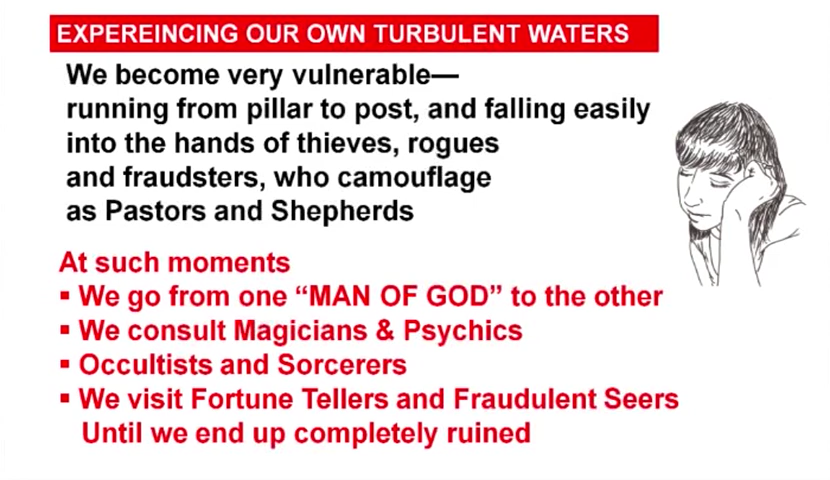 EXPEREINCING OUR OWN TURBULENT WATERS
We become very vulnerable—
running from pillar to post, and falling easily
into the hands of thieves, rogues
and fraudsters, who camouflage
as Pastors and Shepherds
At such moments
▪ We go from one “MAN OF GOD” to the other
▪ We consult Magicians & Psychics
▪ Occultists and Sorcerers
▪ We visit Fortune Tellers and Fraudulent Seers
Until we end up completely ruined